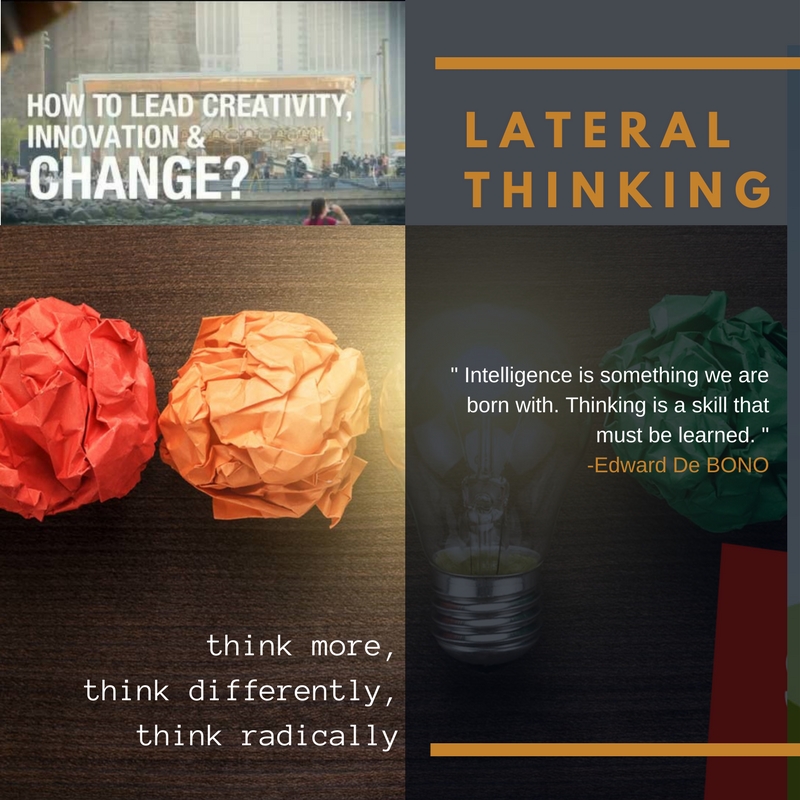 HOW TO LEAD CREATIVITY,
INNOVATION &
CHANGE?
LATERAL
THINKING
" Intelligence is something we are
born with. Thinking is a skill that
must be learned. "
-Edward De BONO
think more,
think differently,
think radically